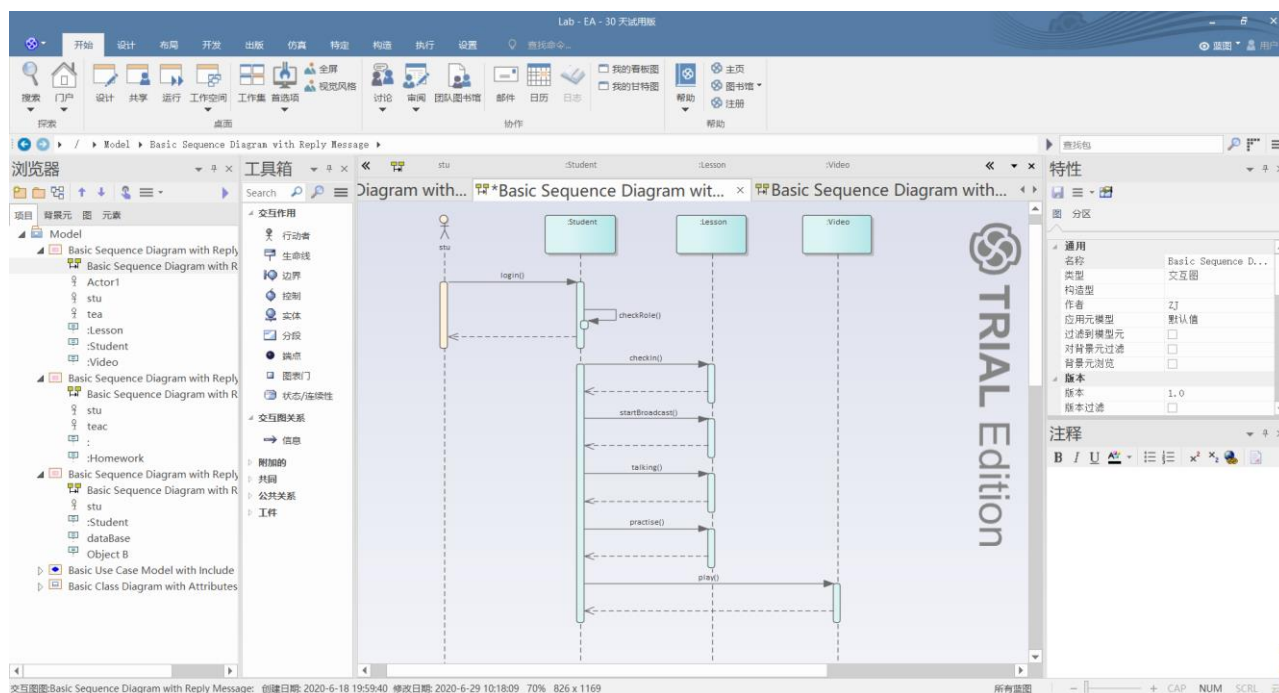 Lab - EA - 30 天试用版
开始 设计 布局 开发 出版 仿真 特定 构造 执行 设置 查找命令...
蓝图 用户
搜索 门户 设计 共享 运行 工作空间 工作集 首选项 全屏 视觉风格 讨论 审阅 团队图书馆 邮件 日历 日志 我的看板图 我的甘特图 帮助 主页 图书馆 注册
探索 桌面 协作 帮助
/ Model Basic Sequence Diagram with Reply Message
查找包
浏览器
项目 背景元 图 元素
Model
Basic Sequence Diagram with Reply
Basic Sequence Diagram with R
Actor1
stu
tea
:Lesson
:Student
:Video
Basic Sequence Diagram with Reply
Basic Sequence Diagram with R
stu
teac
:
:Homework
Basic Sequence Diagram with Reply
Basic Sequence Diagram with R
stu
:Student
dataBase
Object B
Basic Use Case Model with Include
Basic Class Diagram with Attributes
工具箱
Search
交互作用
行动者
生命线
边界
控制
实体
分段
端点
图表门
状态/连续性
交互图关系
信息
附加的
共同
公共关系
工件
stu :Student :Lesson :Video
Diagram with... *Basic Sequence Diagram wit... × Basic Sequence Diagram with...
stu
:Student
:Lesson
:Video
login()
checkRole()
checkin()
startBroadcast()
talking()
practise()
play()
TRIAL Edition
特性
图 分区
通用
名称 Basic Sequence D...
类型 交互图
构造型
作者 ZJ
应用元模型 默认值
过滤到模型元
对背景元过滤
背景元浏览
版本
版本 1.0
版本过滤
注释
B I U A x² x₂
交互图图:Basic Sequence Diagram with Reply Message: 创建日期: 2020-6-18 19:59:40 修改日期: 2020-6-29 10:18:09 70% 826 x 1169
所有蓝图 CAP NUM SCRL